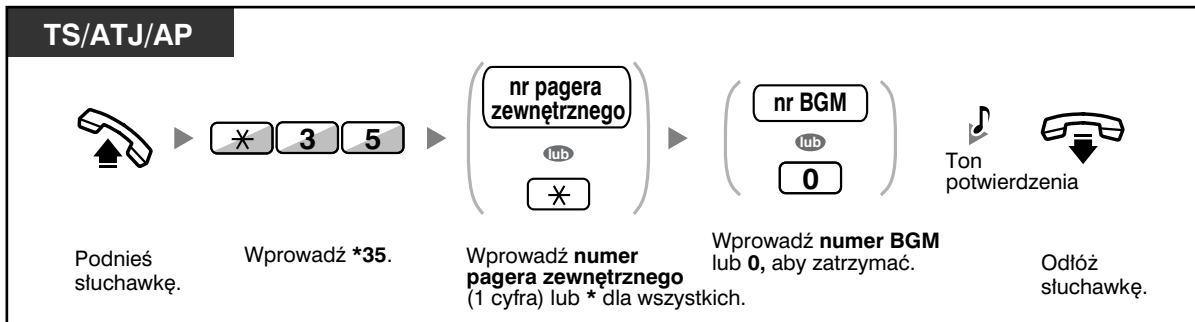 TS/ATJ/AP
nr pagera
zewnętrznego
lub
*
* 3 5
nr BGM
lub
0
Ton
potwierdzenia
Podnieś
słuchawkę.
Wprowadź *35.
Wprowadź numer
pagera zewnętrznego
(1 cyfra) lub * dla wszystkich.
Wprowadź numer BGM
lub 0, aby zatrzymać.
Odłóż
słuchawkę.